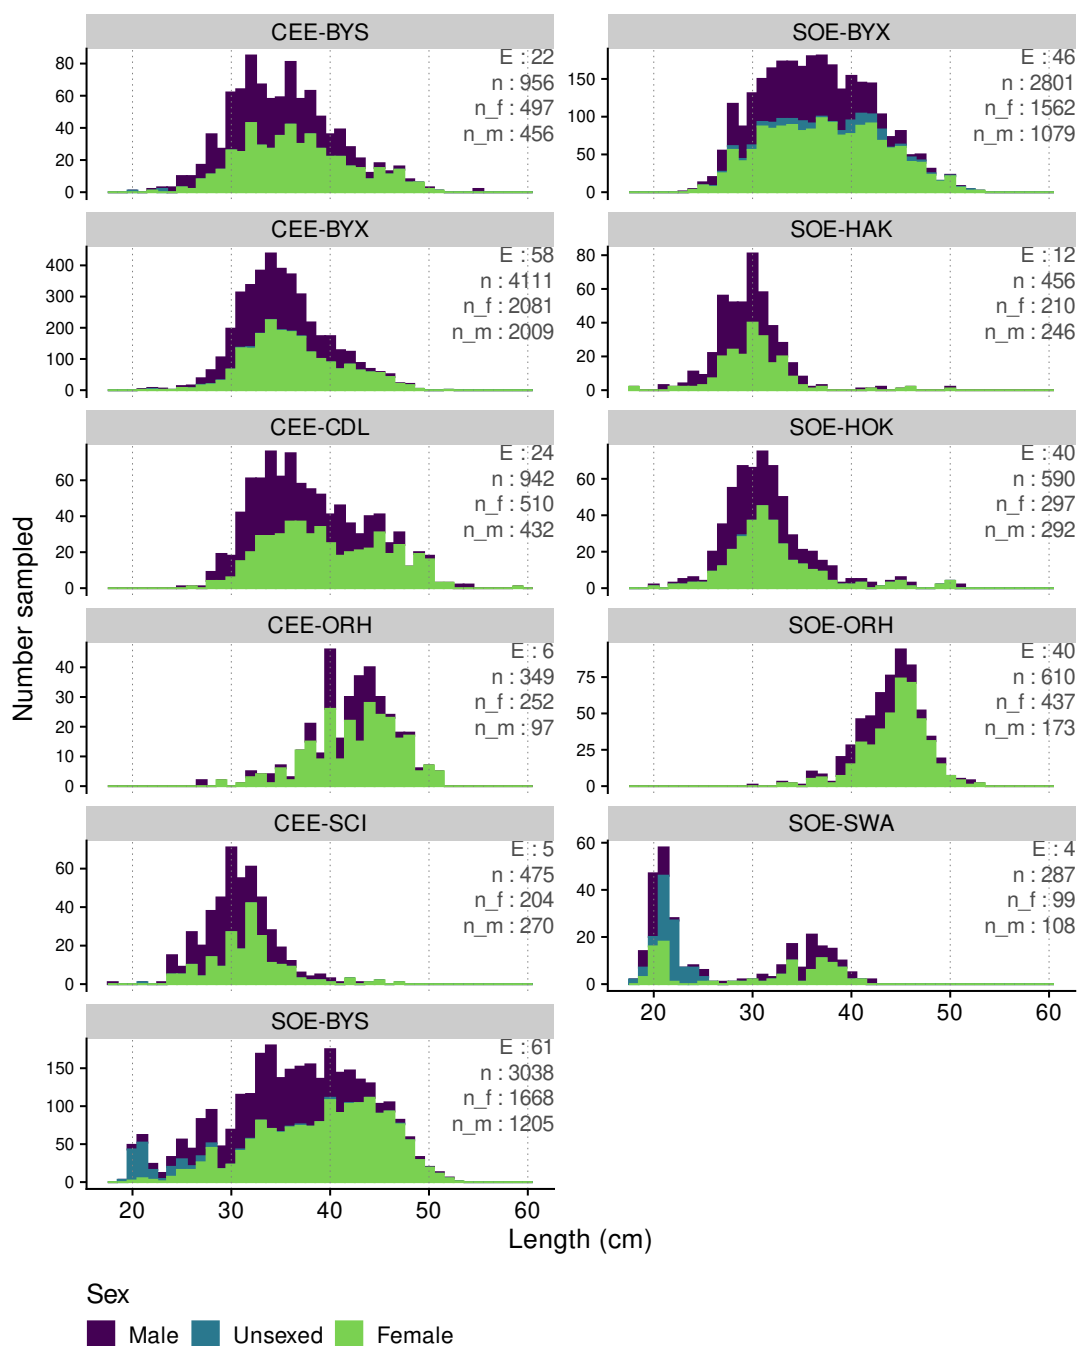 CEE-BYS
E : 22
n : 956
n_f : 497
n_m : 456
80
60
40
20
0
SOE-BYX
E : 46
n : 2801
n_f : 1562
n_m : 1079
150
100
50
0
CEE-BYX
E : 58
n : 4111
n_f : 2081
n_m : 2009
400
300
200
100
0
SOE-HAK
E : 12
n : 456
n_f : 210
n_m : 246
80
60
40
20
0
CEE-CDL
E : 24
n : 942
n_f : 510
n_m : 432
60
40
20
0
SOE-HOK
E : 40
n : 590
n_f : 297
n_m : 292
60
40
20
0
CEE-ORH
E : 6
n : 349
n_f : 252
n_m : 97
40
30
20
10
0
SOE-ORH
E : 40
n : 610
n_f : 437
n_m : 173
75
50
25
0
CEE-SCI
E : 5
n : 475
n_f : 204
n_m : 270
60
40
20
0
SOE-SWA
E : 4
n : 287
n_f : 99
n_m : 108
60
40
20
0
20 30 40 50 60
SOE-BYS
E : 61
n : 3038
n_f : 1668
n_m : 1205
150
100
50
0
20 30 40 50 60
Number sampled
Length (cm)
Sex
Male Unsexed Female